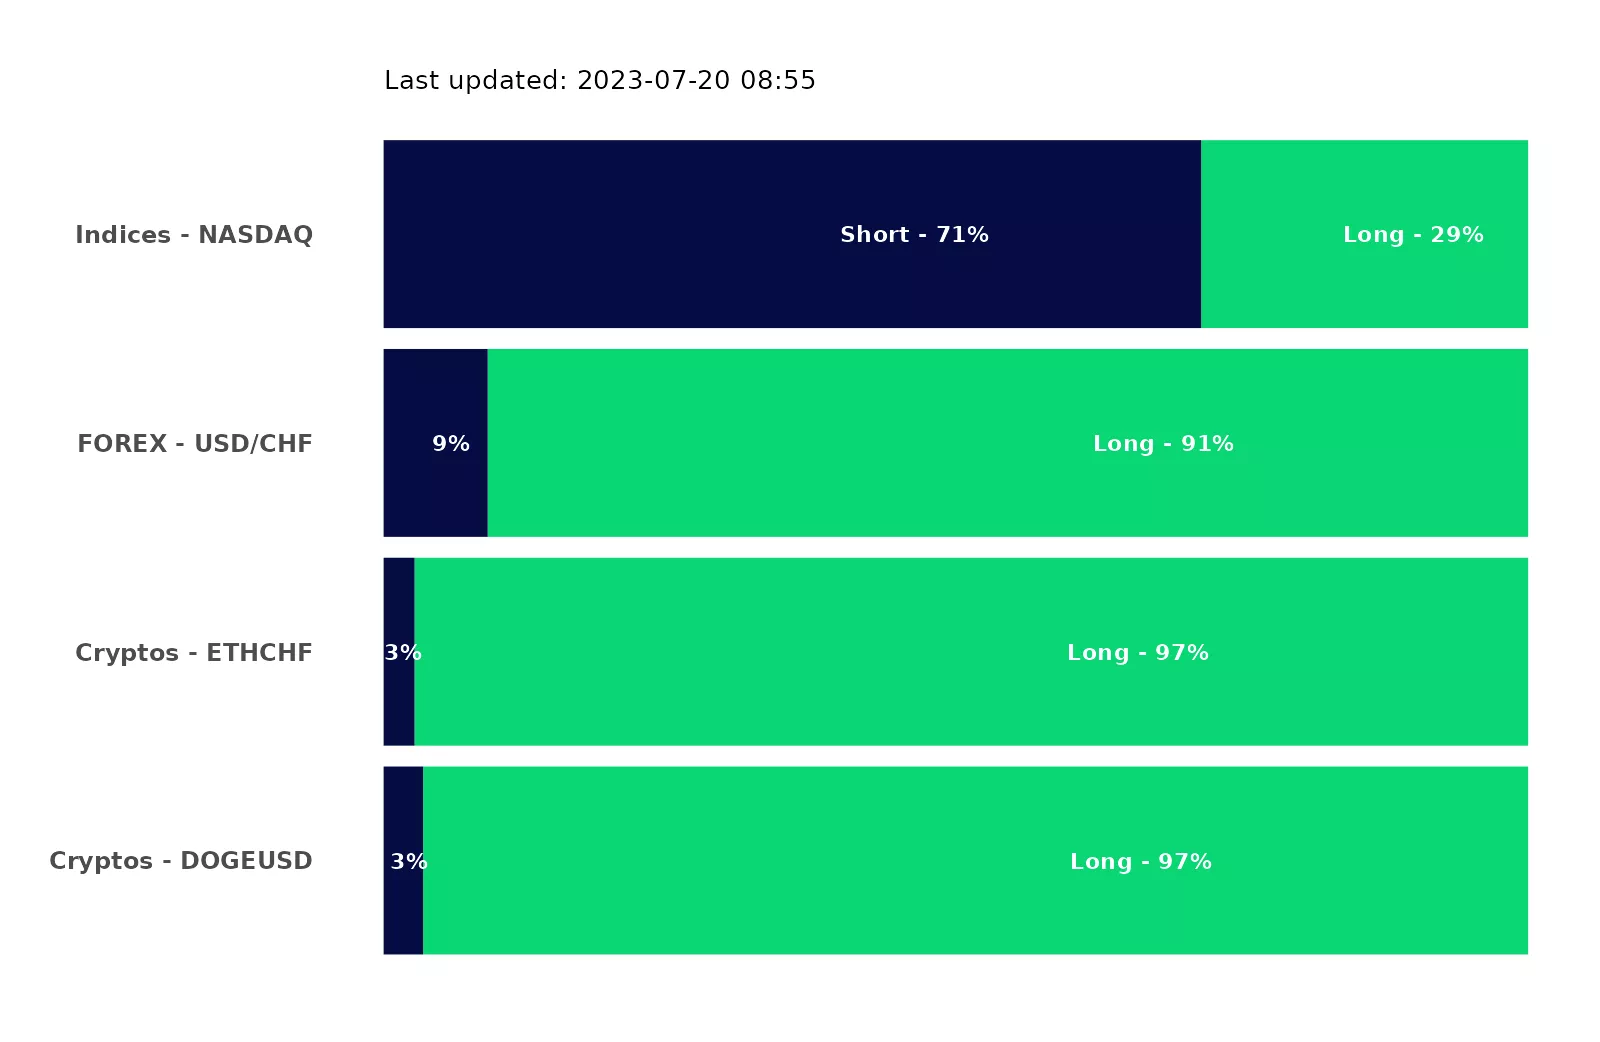 Last updated: 2023-07-20 08:55
Indices - NASDAQ
Short - 71%
Long - 29%
FOREX - USD/CHF
9%
Long - 91%
Cryptos - ETHCHF
3%
Long - 97%
Cryptos - DOGEUSD
3%
Long - 97%